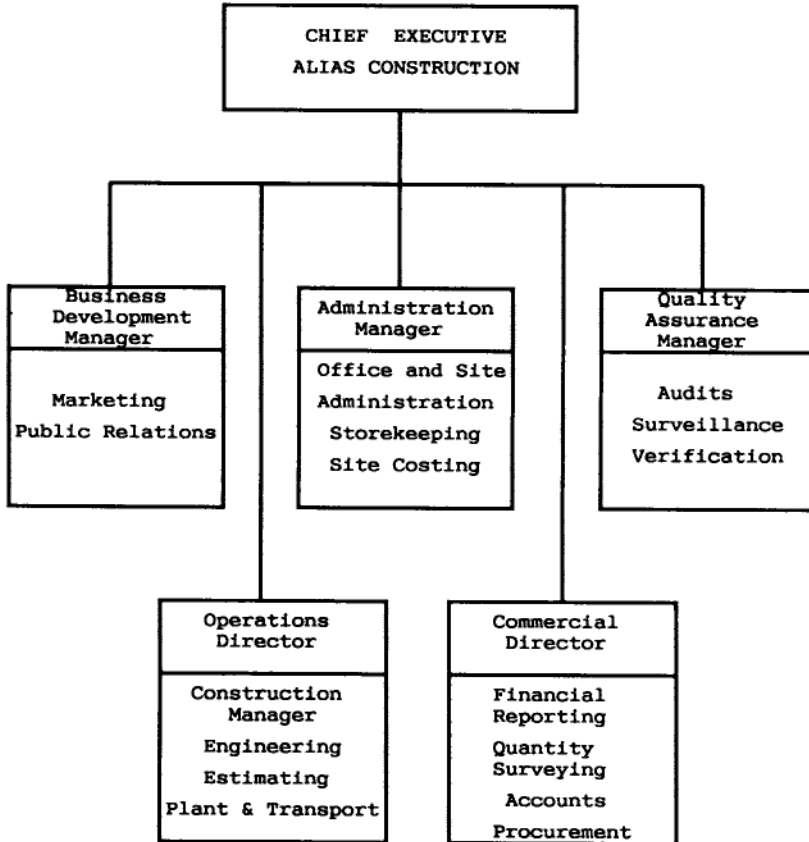 CHIEF EXECUTIVE
ALIAS CONSTRUCTION
Business
Development
Manager
Marketing
Public Relations
Administration
Manager
Office and Site
Administration
Storekeeping
Site Costing
Quality
Assurance
Manager
Audits
Surveillance
Verification
Operations
Director
Construction
Manager
Engineering
Estimating
Plant & Transport
Commercial
Director
Financial
Reporting
Quantity
Surveying
Accounts
Procurement